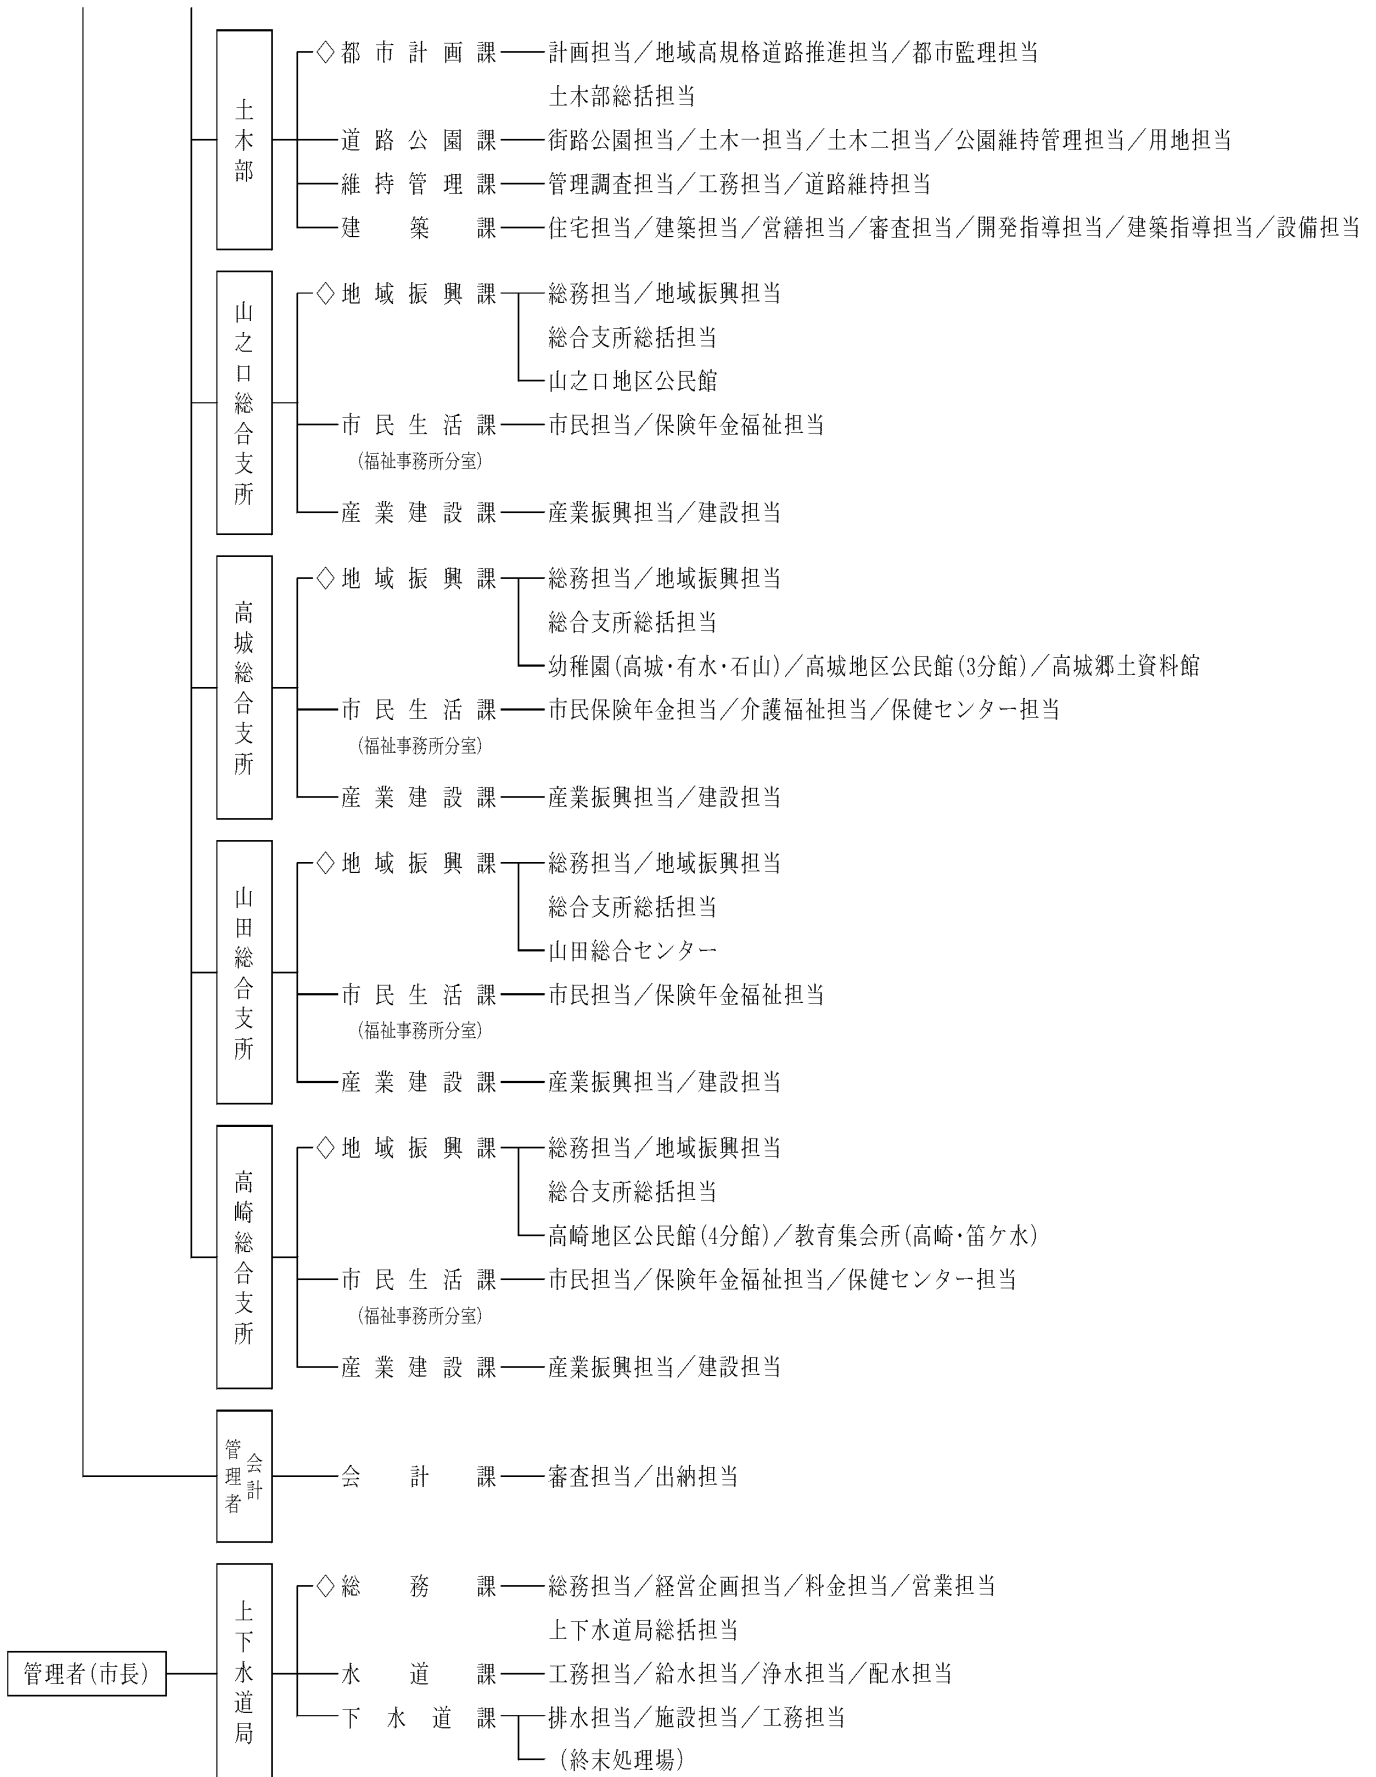 土木部
◇都市計画課 計画担当／地域高規格道路推進担当／都市監理担当
土木部総括担当
道路公園課 街路公園担当／土木一担当／土木二担当／公園維持管理担当／用地担当
維持管理課 管理調査担当／工務担当／道路維持担当
建築課 住宅担当／建築担当／営繕担当／審査担当／開発指導担当／建築指導担当／設備担当
山之口総合支所
◇地域振興課 総務担当／地域振興担当
総合支所総括担当
山之口地区公民館
市民生活課 市民担当／保険年金福祉担当
(福祉事務所分室)
産業建設課 産業振興担当／建設担当
高城総合支所
◇地域振興課 総務担当／地域振興担当
総合支所総括担当
幼稚園(高城・有水・石山)／高城地区公民館(3分館)／高城郷土資料館
市民生活課 市民保険年金担当／介護福祉担当／保健センター担当
(福祉事務所分室)
産業建設課 産業振興担当／建設担当
山田総合支所
◇地域振興課 総務担当／地域振興担当
総合支所総括担当
山田総合センター
市民生活課 市民担当／保険年金福祉担当
(福祉事務所分室)
産業建設課 産業振興担当／建設担当
高崎総合支所
◇地域振興課 総務担当／地域振興担当
総合支所総括担当
高崎地区公民館(4分館)／教育集会所(高崎・笛ケ水)
市民生活課 市民担当／保険年金福祉担当／保健センター担当
(福祉事務所分室)
産業建設課 産業振興担当／建設担当
会計
管理者
会計課 審査担当／出納担当
管理者(市長)
上下水道局
◇総務課 総務担当／経営企画担当／料金担当／営業担当
上下水道局総括担当
水道課 工務担当／給水担当／浄水担当／配水担当
下水道課 排水担当／施設担当／工務担当
(終末処理場)